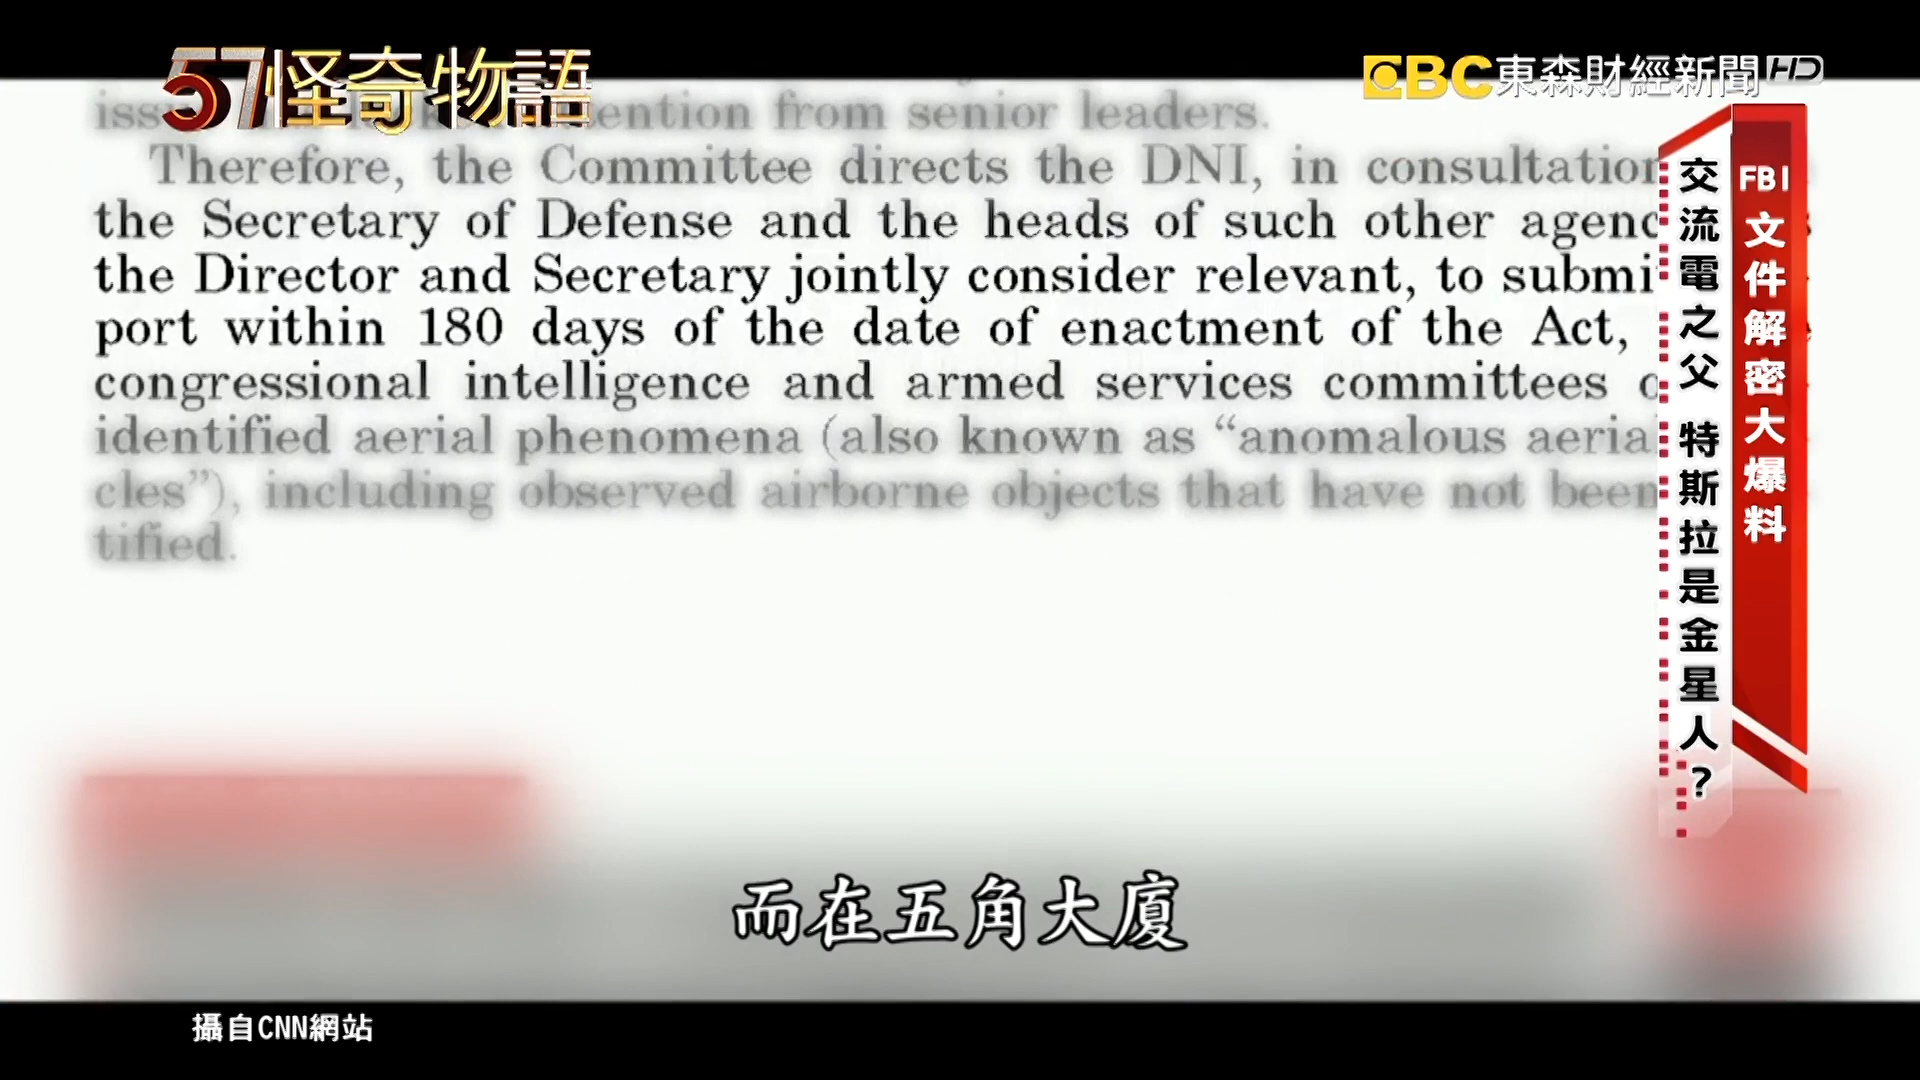 57怪奇物語
EBC東森財經新聞HD
from senior leaders.
Therefore, the Committee directs the DNI, in consultation
the Secretary of Defense and the heads of such other
the Director and Secretary jointly consider relevant, to
port within 180 days of the date of enactment of the Act,
congressional intelligence and armed services committees
identified aerial phenomena (also known as “anomalous
cles”), including observed airborne objects that have not been
tified.
FBI文件解密大爆料
交流電之父 特斯拉是金星人?
而在五角大廈
攝自CNN網站